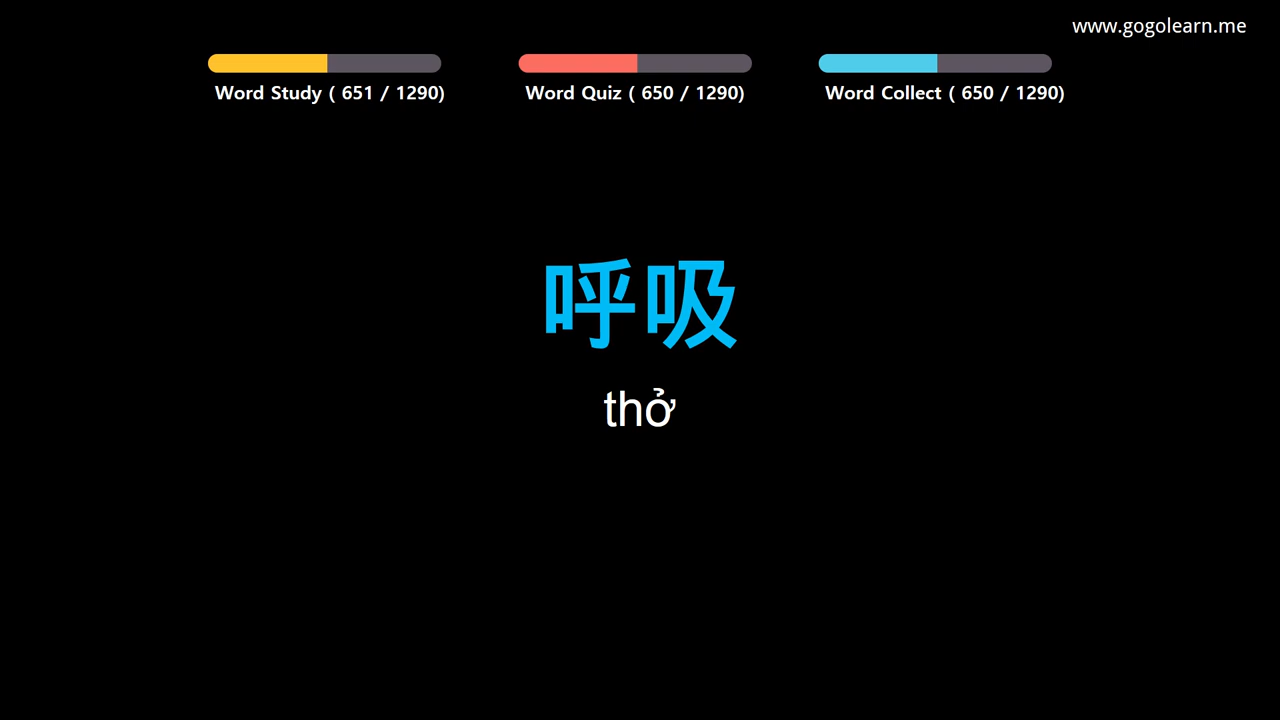 www.gogolearn.me
Word Study ( 651 / 1290)
Word Quiz ( 650 / 1290)
Word Collect ( 650 / 1290)
呼吸
thở